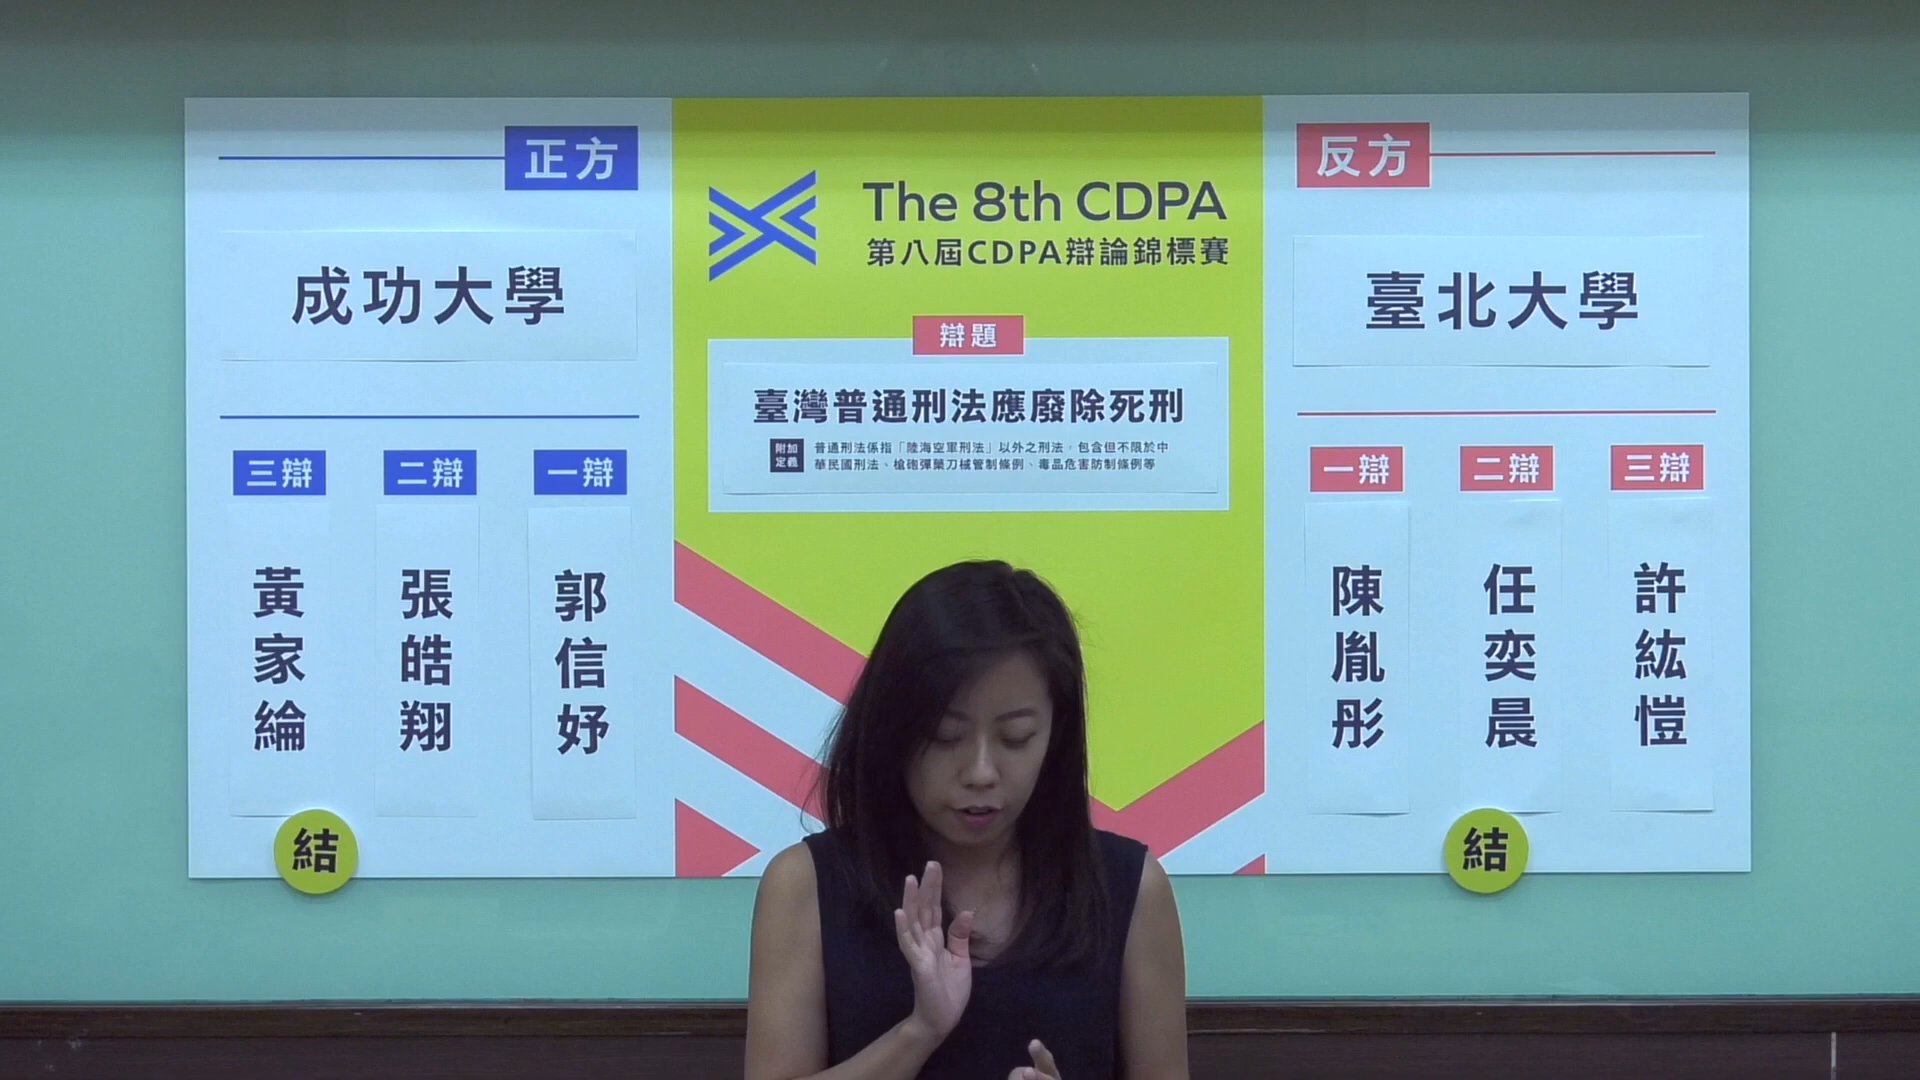 正方
成功大學
三辯
二辯
一辯
黃家綸
張皓翔
郭信妤
結
The 8th CDPA
第八屆CDPA辯論錦標賽
辯題
臺灣普通刑法應廢除死刑
附加
定義
普通刑法係指「陸海空軍刑法」以外之刑法,包含但不限於中
華民國刑法、槍砲彈藥刀械管制條例、毒品危害防制條例等
反方
臺北大學
一辯
二辯
三辯
陳胤彤
任奕晨
許紘愷
結